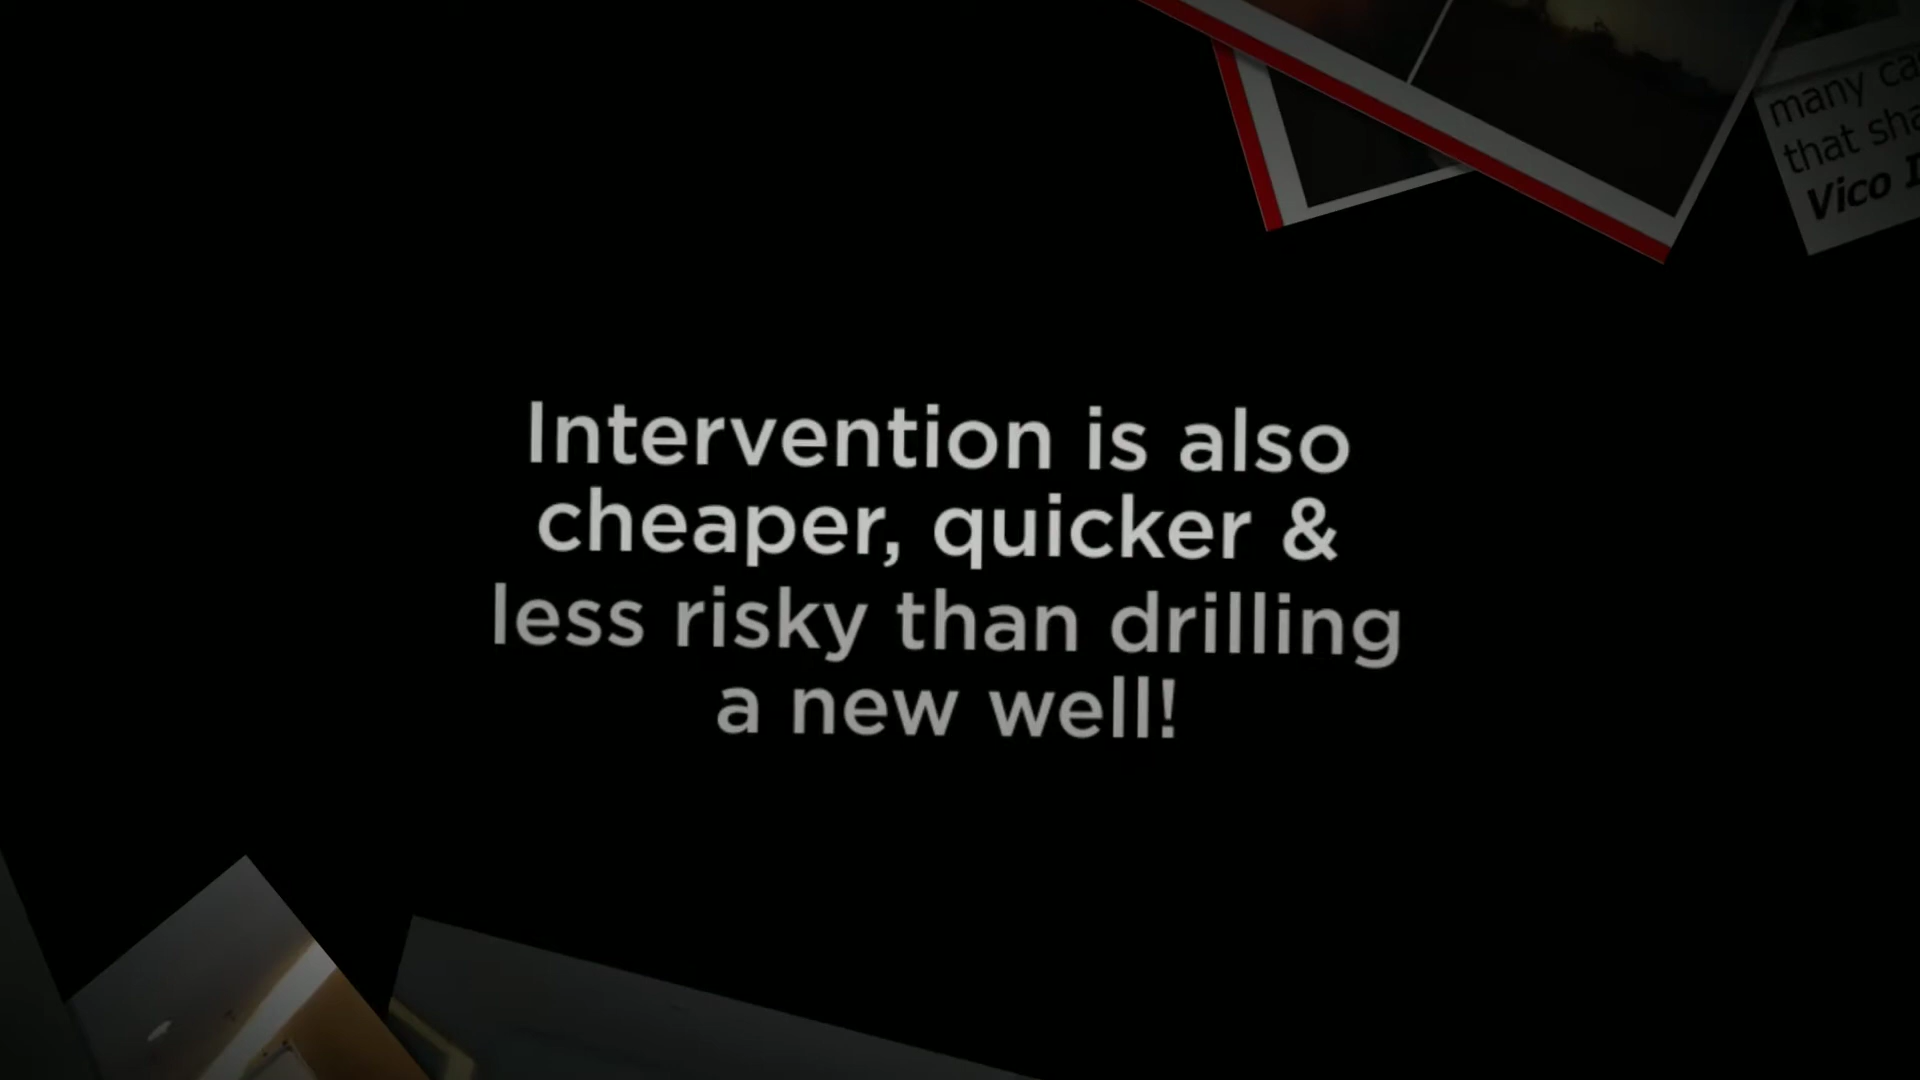 many
that
Vico
Intervention is also
cheaper, quicker &
less risky than drilling
a new well!